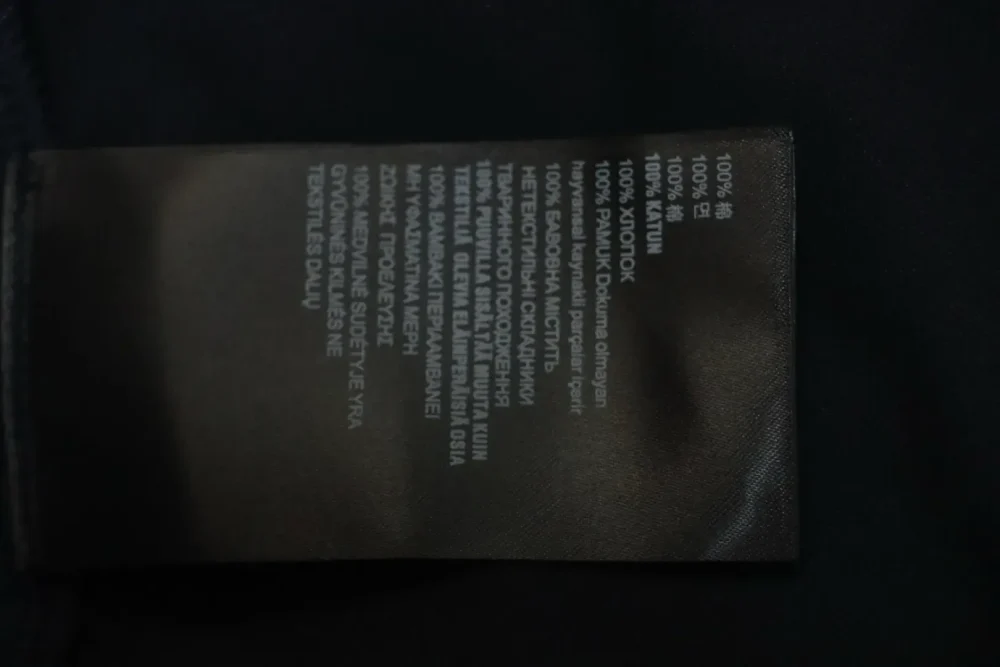 100% 棉
100% 면
100% 棉
100% KATUN
100% ХЛОПОК
100% PAMUK Dokuma olmayan
hayvansal kaynaklı parçalar içerir
100% БАВОВНА МІСТИТЬ
НЕТЕКСТИЛЬНІ СКЛАДНИКИ
ТВАРИННОГО ПОХОДЖЕННЯ
100% PUUVILLA SISÄLTÄÄ MUUTA KUIN
TEKSTIILIÄ OLEVIA ELÄINPERÄISIÄ OSIA
100% ΒΑΜΒΑΚΙ ΠΕΡΙΛΑΜΒΑΝΕΙ
ΜΗ ΥΦΑΣΜΑΤΙΝΑ ΜΕΡΗ
ΖΩΙΚΗΣ ΠΡΟΕΛΕΥΣΗΣ
100% MEDVILNĖ SUDĖTYJE YRA
GYVŪNINĖS KILMĖS NE
TEKSTILĖS DALIŲ